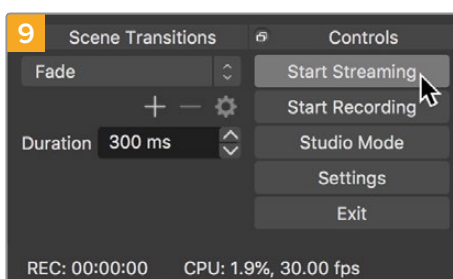 9
Scene Transitions
Controls
Fade
Start Streaming
Start Recording
Duration 300 ms
Studio Mode
Settings
Exit
REC: 00:00:00 CPU: 1.9%, 30.00 fps